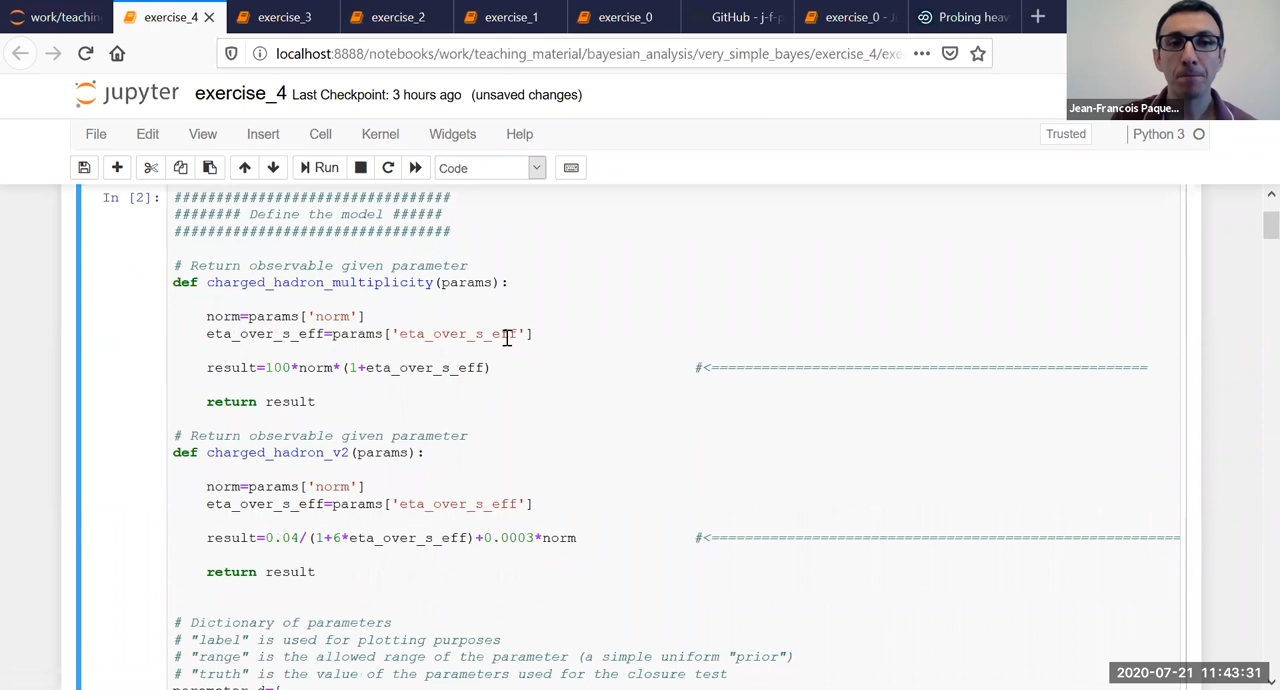 work/teachin
exercise_4
exercise_3
exercise_2
exercise_1
exercise_0
GitHub - j-f-p
exercise_0 - J
Probing heav
localhost:8888/notebooks/work/teaching_material/bayesian_analysis/very_simple_bayes/exercise_4/exe
Jean-Francois Paque...
jupyter exercise_4 Last Checkpoint: 3 hours ago (unsaved changes)
File Edit View Insert Cell Kernel Widgets Help
Trusted Python 3
Run Code
In [2]: ################################
######## Define the model ######
################################
# Return observable given parameter
def charged_hadron_multiplicity(params):
norm=params['norm']
eta_over_s_eff=params['eta_over_s_eff']
result=100*norm*(1+eta_over_s_eff) #<====================================================
return result
# Return observable given parameter
def charged_hadron_v2(params):
norm=params['norm']
eta_over_s_eff=params['eta_over_s_eff']
result=0.04/(1+6*eta_over_s_eff)+0.0003*norm #<========================================================
return result
# Dictionary of parameters
# "label" is used for plotting purposes
# "range" is the allowed range of the parameter (a simple uniform "prior")
# "truth" is the value of the parameters used for the closure test
2020-07-21 11:43:31